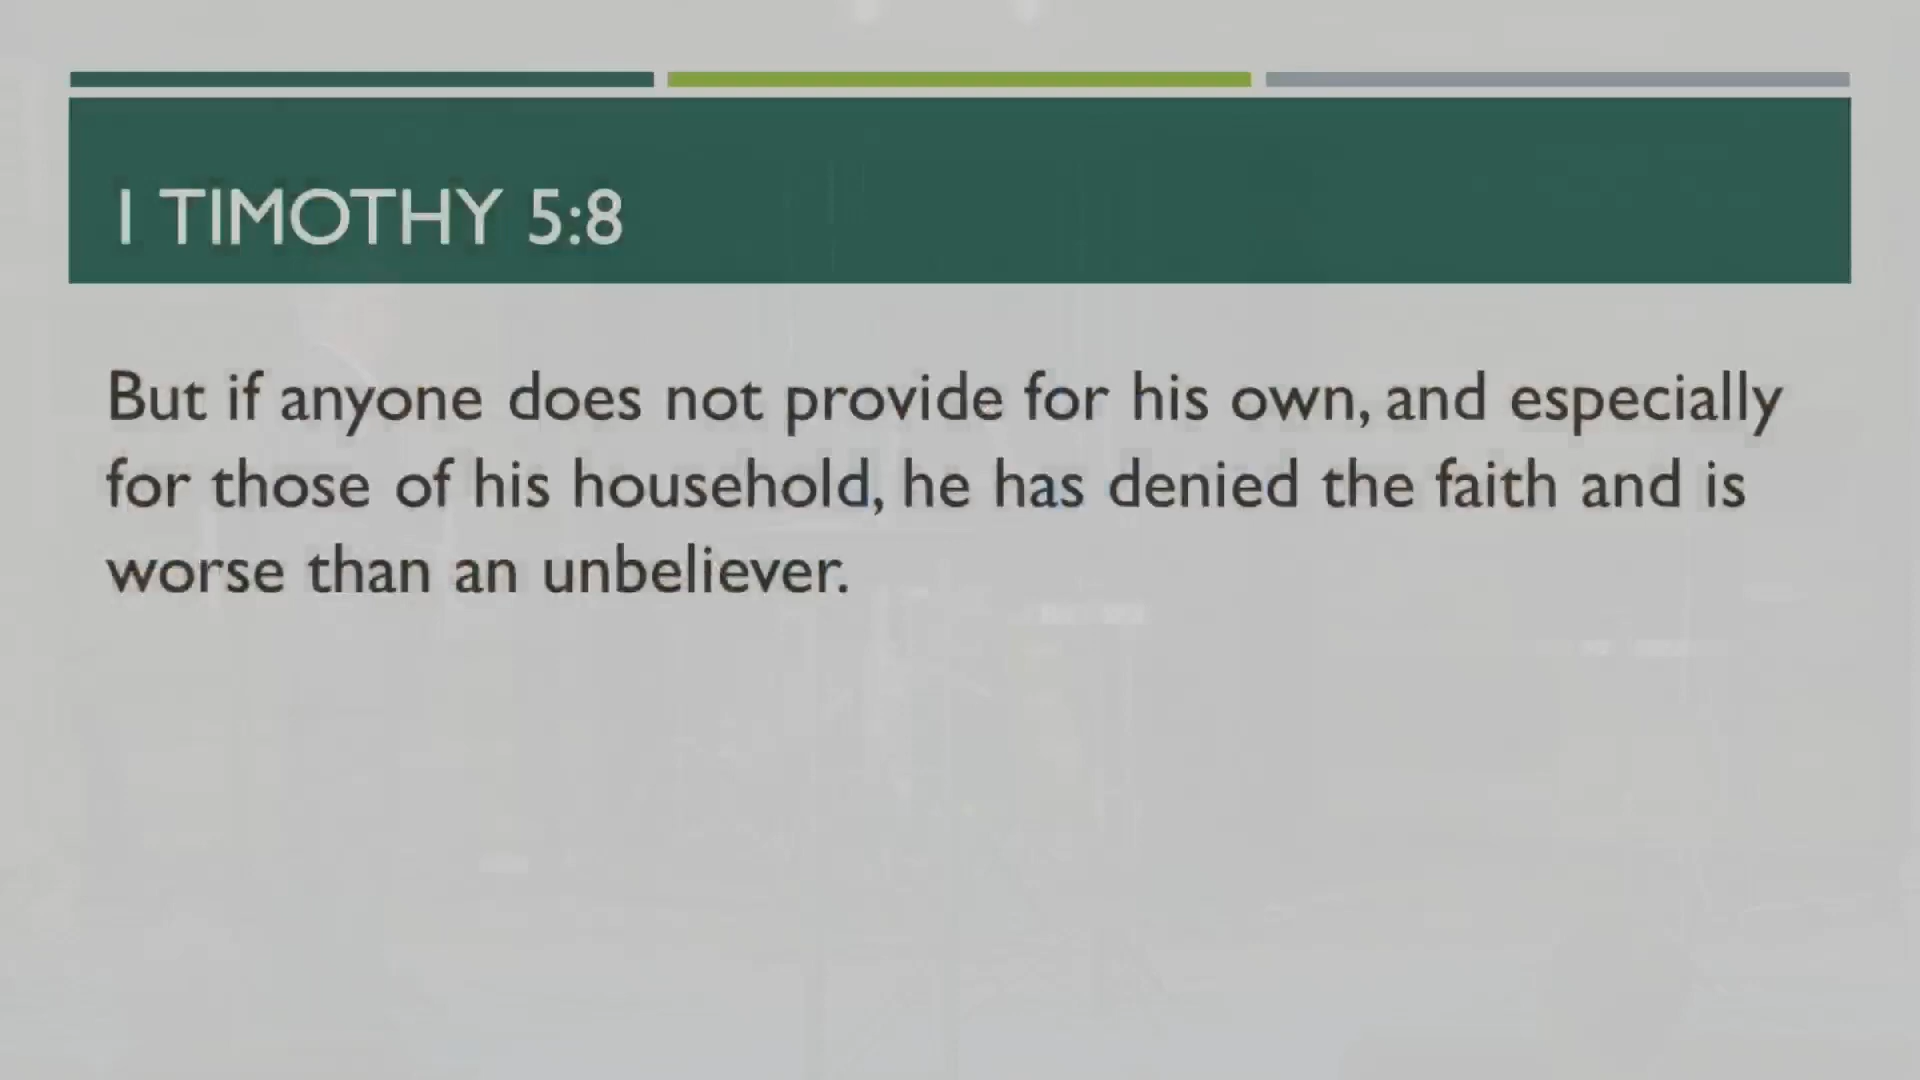 1 TIMOTHY 5:8
But if anyone does not provide for his own, and especially
for those of his household, he has denied the faith and is
worse than an unbeliever.